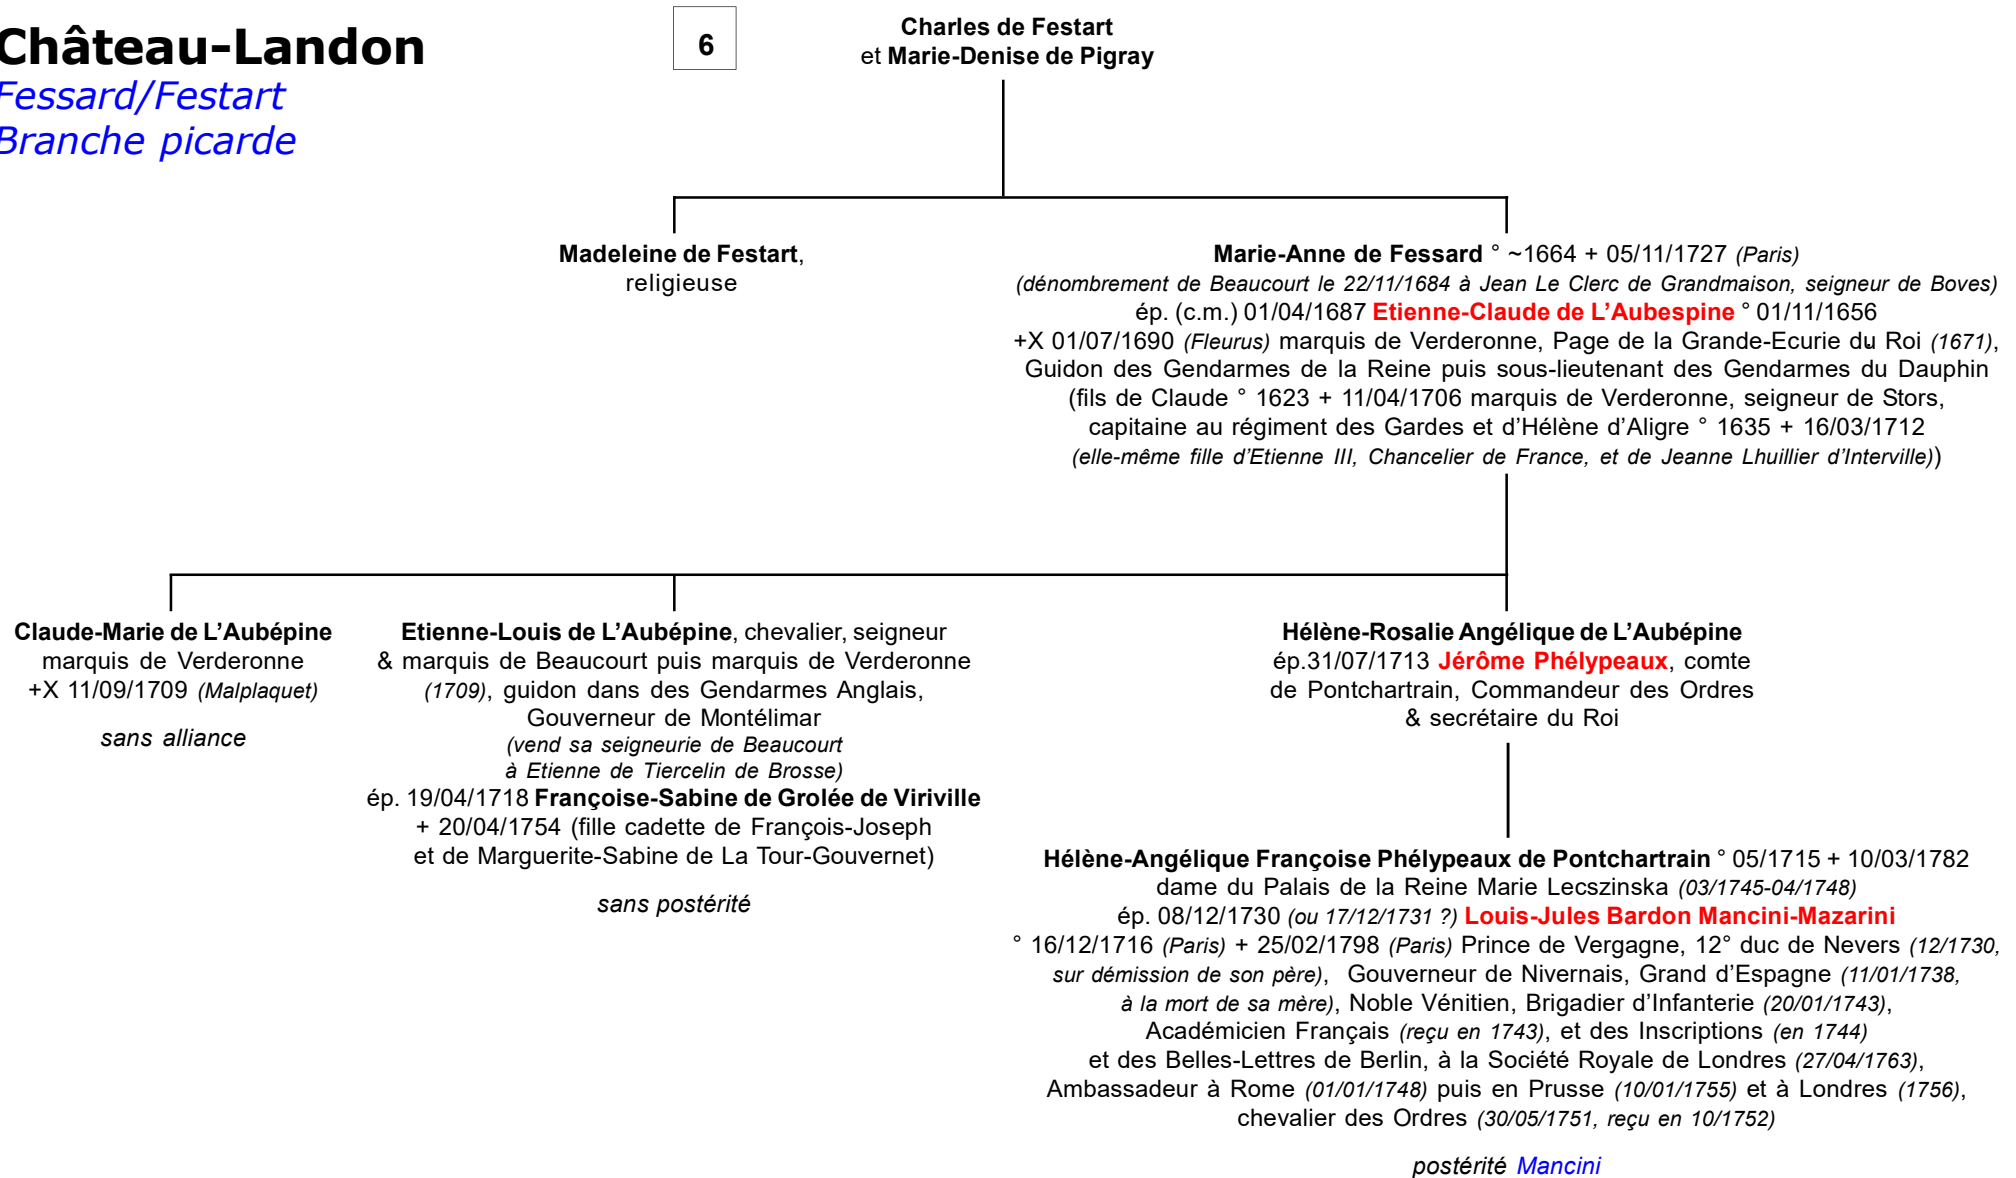 Château-Landon
Fessard/Festart
Branche picarde
6
Charles de Festart
et Marie-Denise de Pigray
Madeleine de Festart,
religieuse
Marie-Anne de Fessard ° ~1664 + 05/11/1727 (Paris)
(dénombrement de Beaucourt le 22/11/1684 à Jean Le Clerc de Grandmaison, seigneur de Boves)
ép. (c.m.) 01/04/1687 Etienne-Claude de L’Aubespine ° 01/11/1656
+X 01/07/1690 (Fleurus) marquis de Verderonne, Page de la Grande-Ecurie du Roi (1671),
Guidon des Gendarmes de la Reine puis sous-lieutenant des Gendarmes du Dauphin
(fils de Claude ° 1623 + 11/04/1706 marquis de Verderonne, seigneur de Stors,
capitaine au régiment des Gardes et d’Hélène d’Aligre ° 1635 + 16/03/1712
(elle-même fille d’Etienne III, Chancelier de France, et de Jeanne Lhuillier d’Interville))
Claude-Marie de L’Aubépine
marquis de Verderonne
+X 11/09/1709 (Malplaquet)
sans alliance
Etienne-Louis de L’Aubépine, chevalier, seigneur
& marquis de Beaucourt puis marquis de Verderonne
(1709), guidon dans des Gendarmes Anglais,
Gouverneur de Montélimar
(vend sa seigneurie de Beaucourt
à Etienne de Tiercelin de Brosse)
ép. 19/04/1718 Françoise-Sabine de Grolée de Viriville
+ 20/04/1754 (fille cadette de François-Joseph
et de Marguerite-Sabine de La Tour-Gouvernet)
sans postérité
Hélène-Rosalie Angélique de L’Aubépine
ép.31/07/1713 Jérôme Phélypeaux, comte
de Pontchartrain, Commandeur des Ordres
& secrétaire du Roi
Hélène-Angélique Françoise Phélypeaux de Pontchartrain ° 05/1715 + 10/03/1782
dame du Palais de la Reine Marie Lecszinska (03/1745-04/1748)
ép. 08/12/1730 (ou 17/12/1731 ?) Louis-Jules Bardon Mancini-Mazarini
° 16/12/1716 (Paris) + 25/02/1798 (Paris) Prince de Vergagne, 12° duc de Nevers (12/1730,
sur démission de son père), Gouverneur de Nivernais, Grand d’Espagne (11/01/1738,
à la mort de sa mère), Noble Vénitien, Brigadier d’Infanterie (20/01/1743),
Académicien Français (reçu en 1743), et des Inscriptions (en 1744)
et des Belles-Lettres de Berlin, à la Société Royale de Londres (27/04/1763),
Ambassadeur à Rome (01/01/1748) puis en Prusse (10/01/1755) et à Londres (1756),
chevalier des Ordres (30/05/1751, reçu en 10/1752)
postérité Mancini